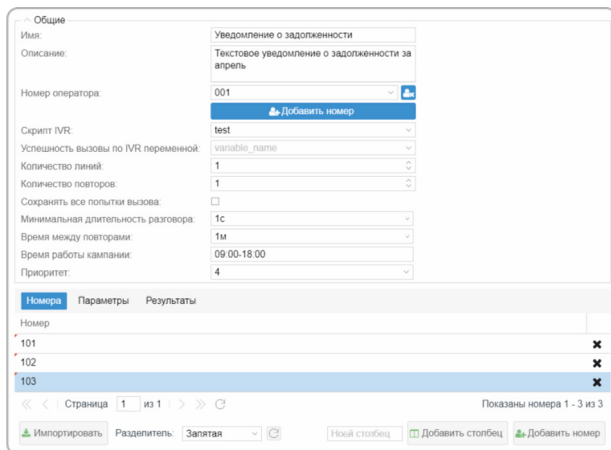 Общие
Имя: Уведомление о задолженности
Описание: Текстовое уведомление о задолженности за
апрель
Номер оператора: 001
Добавить номер
Скрипт IVR: test
Успешность вызовы по IVR переменной: variable_name
Количество линий: 1
Количество повторов: 1
Сохранять все попытки вызова:
Минимальная длительность разговора: 1с
Время между повторами: 1м
Время работы кампании: 09:00-18:00
Приоритет: 4
Номера Параметры Результаты
Номер
101
102
103
Страница 1 из 1 Показаны номера 1 - 3 из 3
Импортировать Разделитель: Запятая столбец Добавить столбец Добавить номер